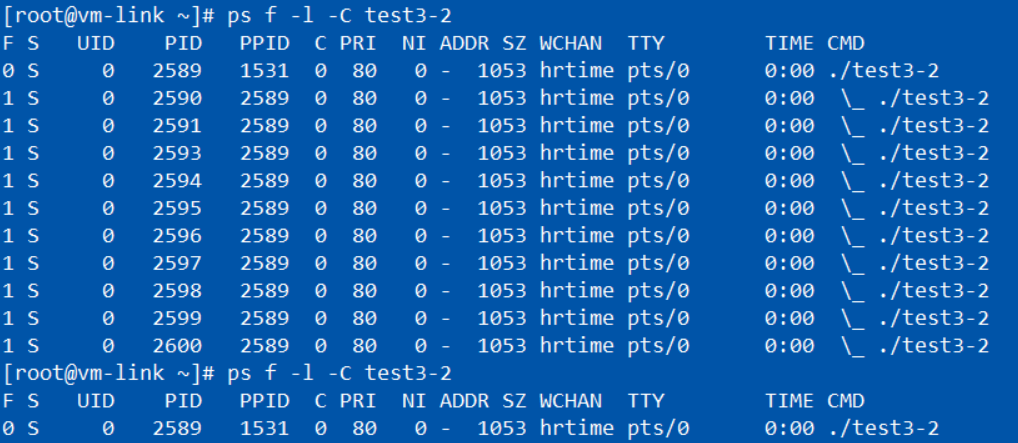 [root@vm-link ~]# ps f -l -C test3-2
F S   UID    PID   PPID  C PRI  NI ADDR SZ WCHAN  TTY        TIME CMD
0 S     0   2589   1531  0  80   0 -  1053 hrtime pts/0      0:00 ./test3-2
1 S     0   2590   2589  0  80   0 -  1053 hrtime pts/0      0:00  \_ ./test3-2
1 S     0   2591   2589  0  80   0 -  1053 hrtime pts/0      0:00  \_ ./test3-2
1 S     0   2593   2589  0  80   0 -  1053 hrtime pts/0      0:00  \_ ./test3-2
1 S     0   2594   2589  0  80   0 -  1053 hrtime pts/0      0:00  \_ ./test3-2
1 S     0   2595   2589  0  80   0 -  1053 hrtime pts/0      0:00  \_ ./test3-2
1 S     0   2596   2589  0  80   0 -  1053 hrtime pts/0      0:00  \_ ./test3-2
1 S     0   2597   2589  0  80   0 -  1053 hrtime pts/0      0:00  \_ ./test3-2
1 S     0   2598   2589  0  80   0 -  1053 hrtime pts/0      0:00  \_ ./test3-2
1 S     0   2599   2589  0  80   0 -  1053 hrtime pts/0      0:00  \_ ./test3-2
1 S     0   2600   2589  0  80   0 -  1053 hrtime pts/0      0:00  \_ ./test3-2
[root@vm-link ~]# ps f -l -C test3-2
F S   UID    PID   PPID  C PRI  NI ADDR SZ WCHAN  TTY        TIME CMD
0 S     0   2589   1531  0  80   0 -  1053 hrtime pts/0      0:00 ./test3-2